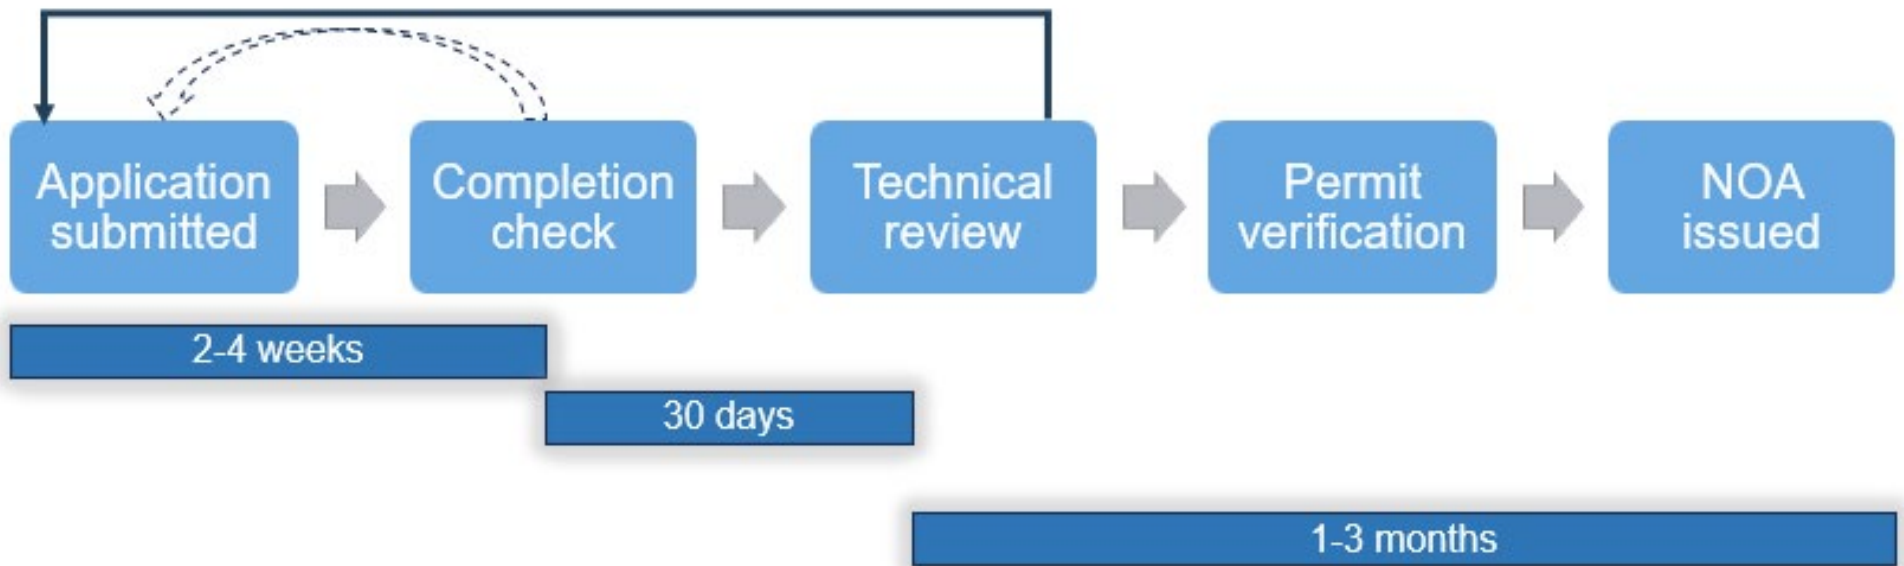 Application
submitted
Completion
check
Technical
review
Permit
verification
NOA
issued
2-4 weeks
30 days
1-3 months